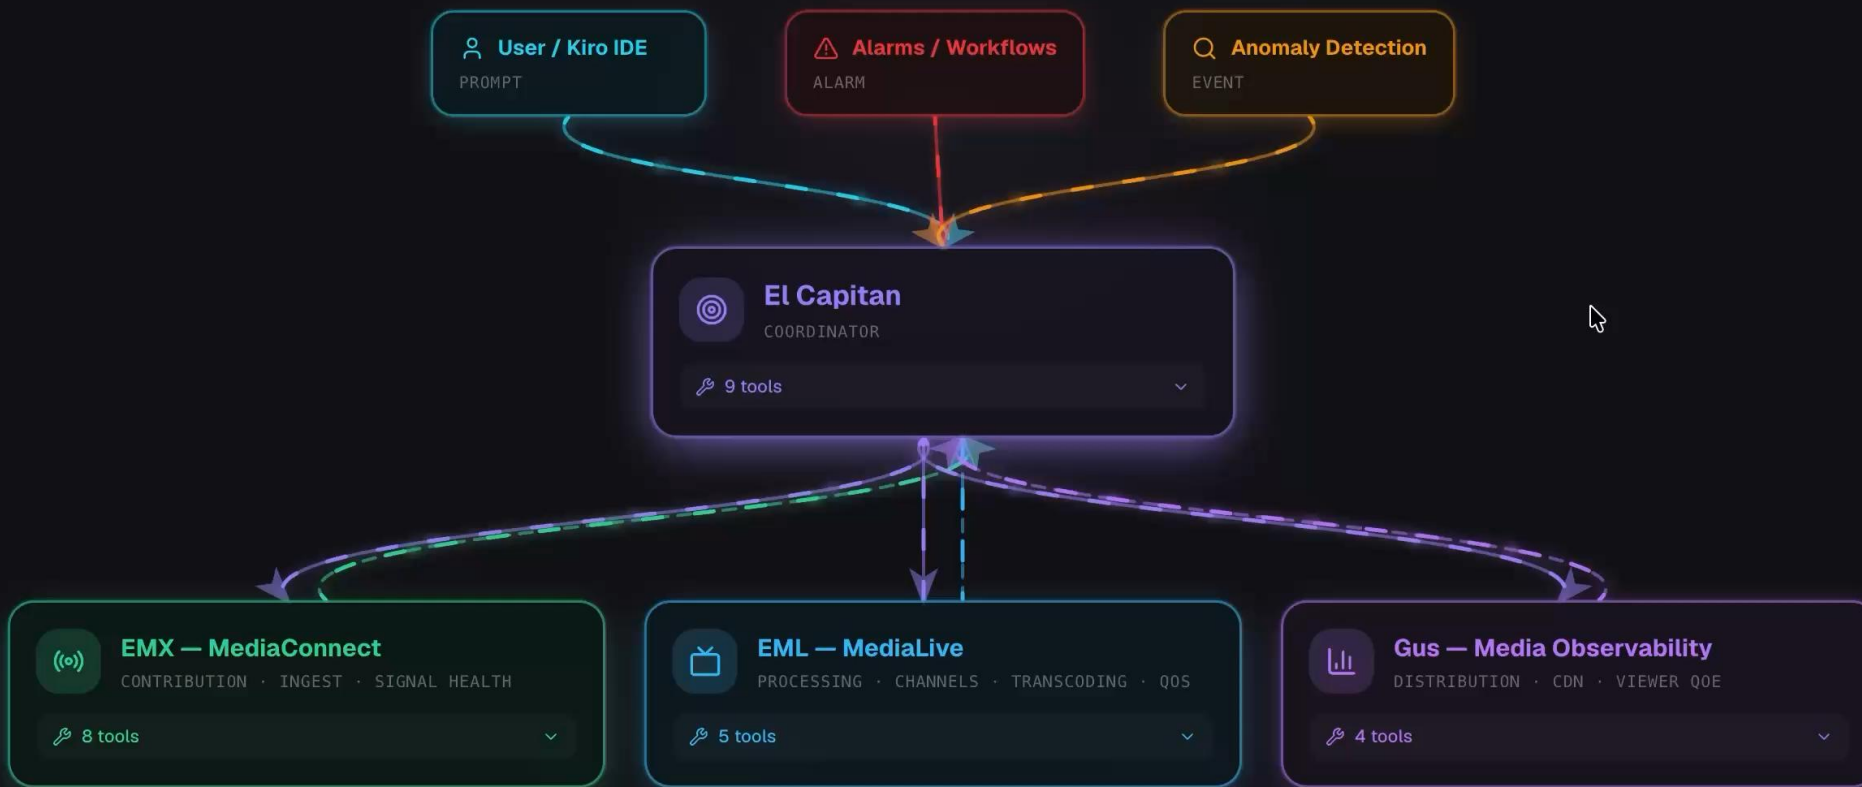 User / Kiro IDE
PROMPT
Alarms / Workflows
ALARM
Anomaly Detection
EVENT
El Capitan
COORDINATOR
9 tools
EMX — MediaConnect
CONTRIBUTION · INGEST · SIGNAL HEALTH
8 tools
EML — MediaLive
PROCESSING · CHANNELS · TRANSCODING · QOS
5 tools
Gus — Media Observability
DISTRIBUTION · CDN · VIEWER QOE
4 tools